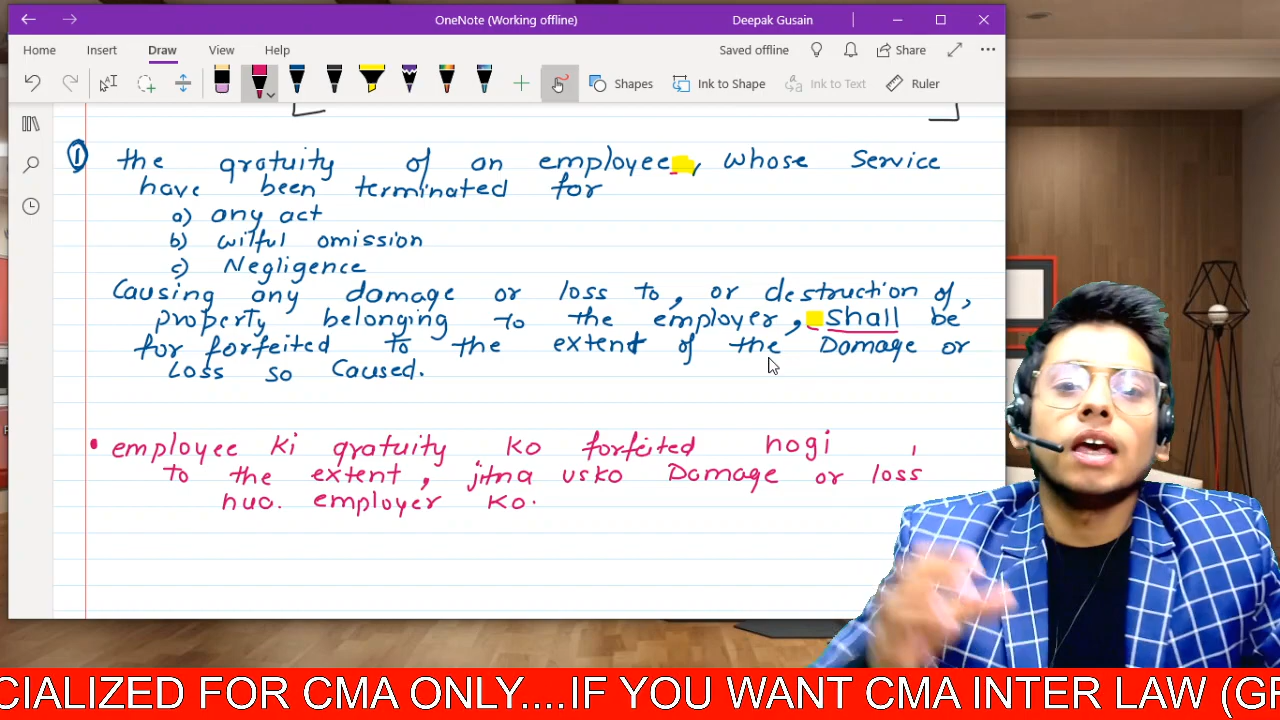 OneNote (Working offline)
Deepak Gusain
Home Insert Draw View Help
Saved offline
Share
Shapes
Ink to Shape
Ink to Text
Ruler
1 the gratuity of an employee, whose Service
have been terminated for
a) any act
b) wilful omission
c) Negligence
Causing any damage or loss to, or destruction of,
property belonging to the employer, shall be
for forfeited to the extent of the Damage or
Loss so Caused.
• employee ki gratuity ko forfeited hogi,
to the extent, jitna usko Damage or loss
hua. employer ko.
CIALIZED FOR CMA ONLY....IF YOU WANT CMA INTER LAW (GR